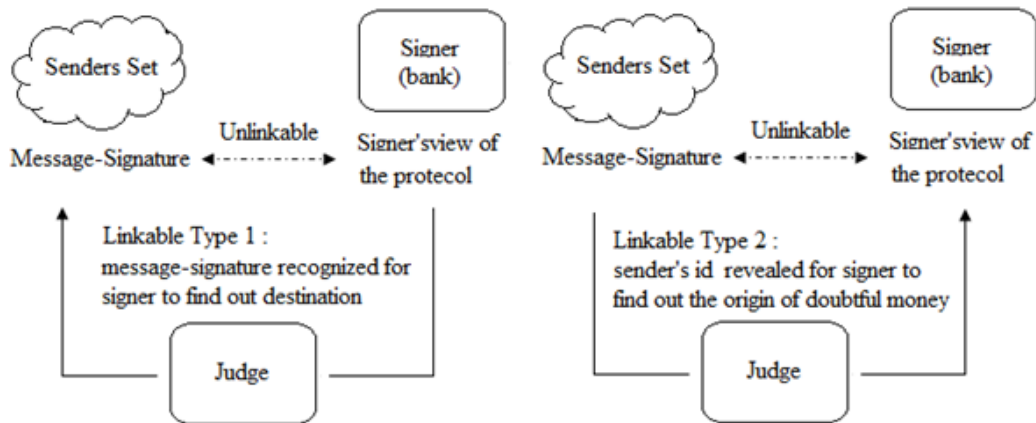 Senders Set
Signer
(bank)
Unlinkable
Message-Signature
Signer'sview of
the protecol
Linkable Type 1 :
message-signature recognized for
signer to find out destination
Judge
Senders Set
Signer
(bank)
Unlinkable
Message-Signature
Signer'sview of
the protecol
Linkable Type 2 :
sender's id revealed for signer to
find out the origin of doubtful money
Judge